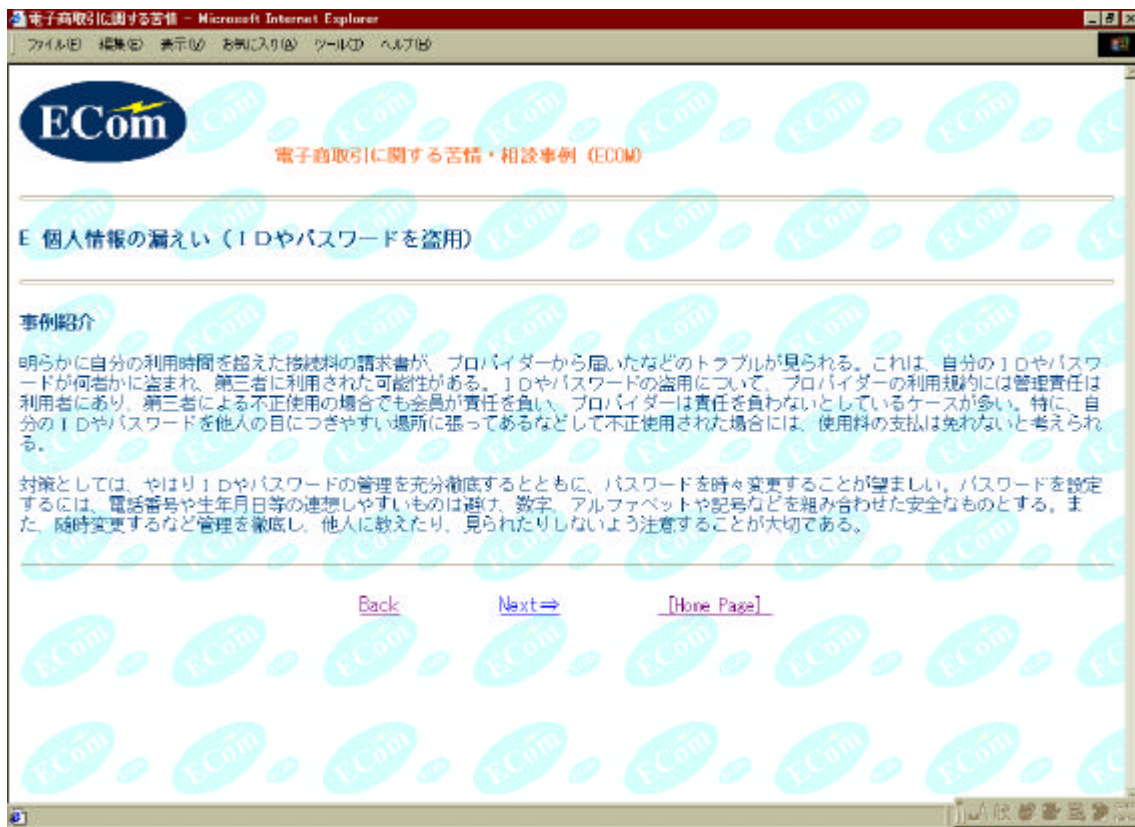 電子商取引に関する苦情 - Microsoft Internet Explorer
ファイル(F) 編集(E) 表示(V) お気に入り(A) ツール(T) ヘルプ(H)
ECom
電子商取引に関する苦情・相談事例 (ECOM)
E 個人情報の漏えい（ＩＤやパスワードを盗用）
事例紹介
明らかに自分の利用時間を超えた接続料の請求書が、プロバイダーから届いたなどのトラブルが見られる。これは、自分のＩＤやパスワ
ードが何者かに盗まれ、第三者に利用された可能性がある。ＩＤやパスワードの盗用について、プロバイダーの利用規約には管理責任は
利用者にあり、第三者による不正使用の場合でも会員が責任を負い、プロバイダーは責任を負わないとしているケースが多い。特に、自
分のＩＤやパスワードを他人の目につきやすい場所に張ってあるなどして不正使用された場合には、使用料の支払は免れないと考えられ
る。
対策としては、やはりＩＤやパスワードの管理を充分徹底するとともに、パスワードを時々変更することが望ましい。パスワードを設定
するには、電話番号や生年月日等の連想しやすいものは避け、数字、アルファベットや記号などを組み合わせた安全なものとする。ま
た、随時変更するなど管理を徹底し、他人に教えたり、見られたりしないよう注意することが大切である。
Back Next⇒ [Home Page]